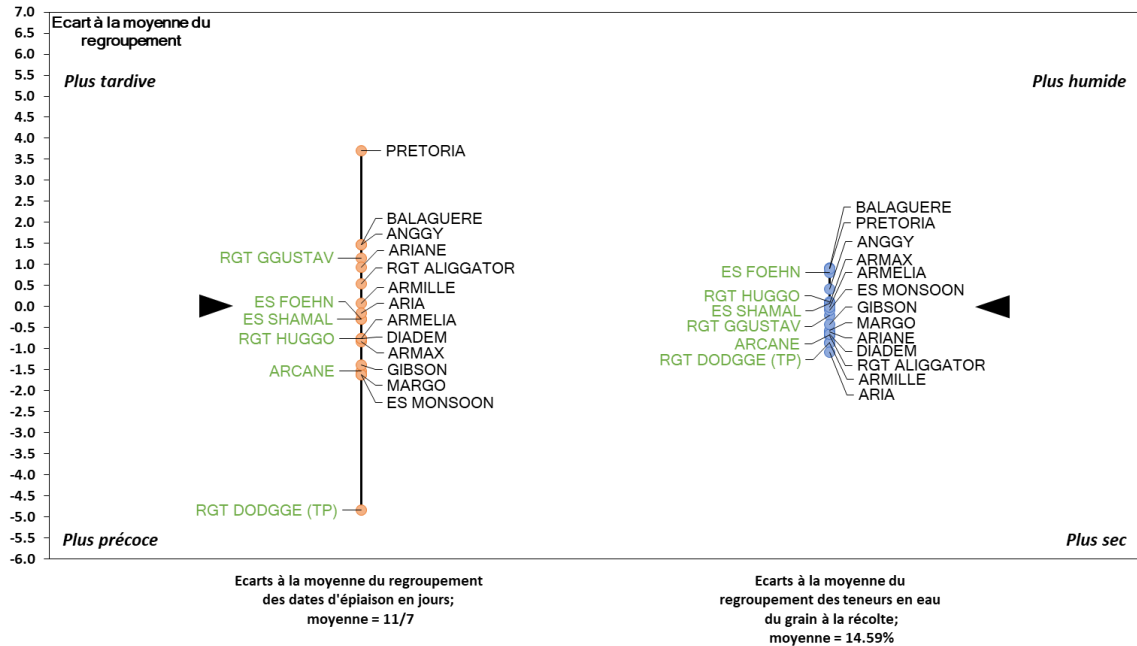 Ecart à la moyenne du
regroupement
7.0
6.5
6.0
5.5
5.0
4.5
4.0
3.5
3.0
2.5
2.0
1.5
1.0
0.5
0.0
-0.5
-1.0
-1.5
-2.0
-2.5
-3.0
-3.5
-4.0
-4.5
-5.0
-5.5
-6.0
Plus tardive
Plus précoce
PRETORIA
BALAGUERE
ANGGY
ARIANE
RGT ALIGGATOR
ARMILLE
ARIA
ARMELIA
DIADEM
ARMAX
GIBSON
MARGO
ES MONSOON
RGT GGUSTAV
ES FOEHN
ES SHAMAL
RGT HUGGO
ARCANE
RGT DODGGE (TP)
Ecarts à la moyenne du regroupement
des dates d'épiaison en jours;
moyenne = 11/7
Plus humide
Plus sec
BALAGUERE
PRETORIA
ANGGY
ARMAX
ARMELIA
ES MONSOON
GIBSON
MARGO
ARIANE
DIADEM
RGT ALIGGATOR
ARMILLE
ARIA
ES FOEHN
RGT HUGGO
ES SHAMAL
RGT GGUSTAV
ARCANE
RGT DODGGE (TP)
Ecarts à la moyenne du
regroupement des teneurs en eau
du grain à la récolte;
moyenne = 14.59%